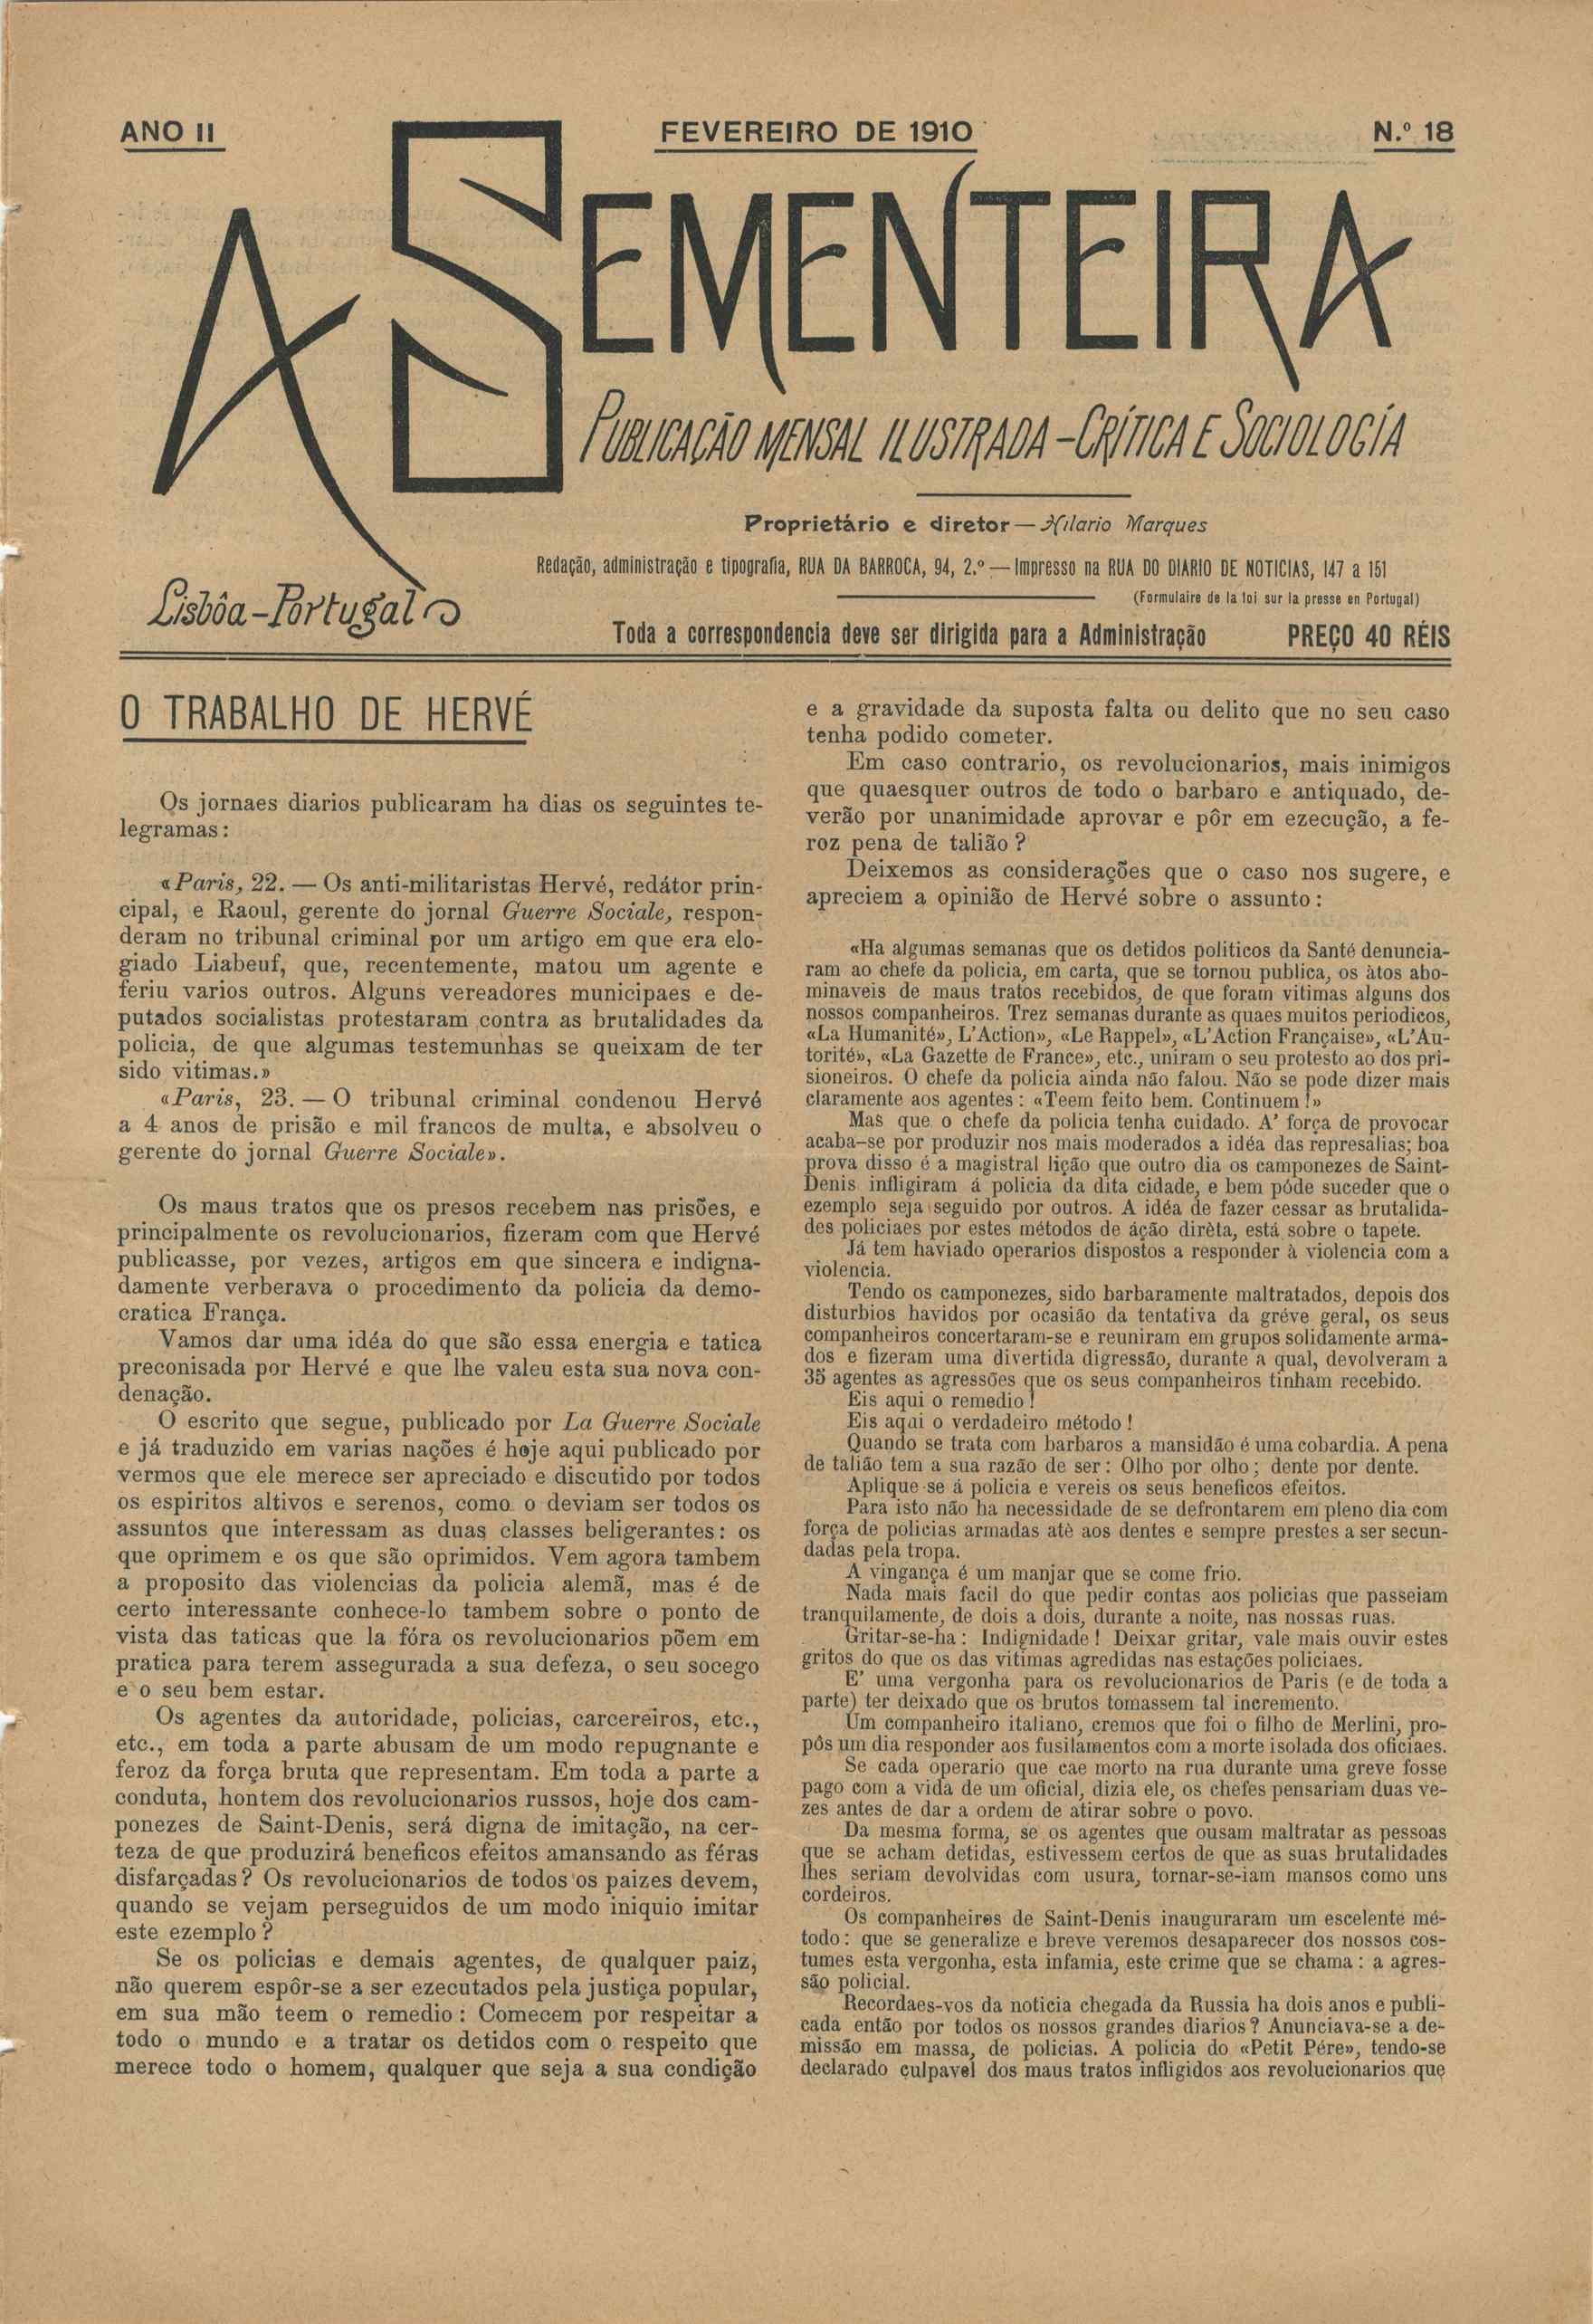 ANO II
FEVEREIRO DE 1910
N.º 18
A SEMENTEIRA
PUBLICAÇÃO MENSAL ILUSTRADA - CRÍTICA E SOCIOLOGÍA
Proprietário e diretor — Hilario Marques
Redação, administração e tipografia, RUA DA BARROCA, 94, 2.º — Impresso na RUA DO DIARIO DE NOTICIAS, 147 a 151
(Formulaire de la loi sur la presse en Portugal)
Lisbôa-Portugal
Toda a correspondencia deve ser dirigida para a Administração
PREÇO 40 RÉIS
O TRABALHO DE HERVÉ
Os jornaes diarios publicaram ha dias os seguintes te-
legramas:
«Paris, 22. — Os anti-militaristas Hervé, redátor prin-
cipal, e Raoul, gerente do jornal Guerre Sociale, respon-
deram no tribunal criminal por um artigo em que era elo-
giado Liabeuf, que, recentemente, matou um agente e
feriu varios outros. Alguns vereadores municipaes e de-
putados socialistas protestaram contra as brutalidades da
policia, de que algumas testemunhas se queixam de ter
sido vitimas.»
«Paris, 23. — O tribunal criminal condenou Hervé
a 4 anos de prisão e mil francos de multa, e absolveu o
gerente do jornal Guerre Sociale».
Os maus tratos que os presos recebem nas prisões, e
principalmente os revolucionarios, fizeram com que Hervé
publicasse, por vezes, artigos em que sincera e indigna-
damente verberava o procedimento da policia da demo-
cratica França.
Vamos dar uma idéa do que são essa energia e tatica
preconisada por Hervé e que lhe valeu esta sua nova con-
denação.
O escrito que segue, publicado por La Guerre Sociale
e já traduzido em varias nações é hoje aqui publicado por
vermos que ele merece ser apreciado e discutido por todos
os espiritos altivos e serenos, como o deviam ser todos os
assuntos que interessam as duas classes beligerantes: os
que oprimem e os que são oprimidos. Vem agora tambem
a proposito das violencias da policia alemã, mas é de
certo interessante conhece-lo tambem sobre o ponto de
vista das taticas que la fóra os revolucionarios põem em
pratica para terem assegurada a sua defeza, o seu socego
e o seu bem estar.
Os agentes da autoridade, policias, carcereiros, etc.,
etc., em toda a parte abusam de um modo repugnante e
feroz da força bruta que representam. Em toda a parte a
conduta, hontem dos revolucionarios russos, hoje dos cam-
ponezes de Saint-Denis, será digna de imitação, na cer-
teza de que produzirá beneficos efeitos amansando as féras
disfarçadas? Os revolucionarios de todos os paizes devem,
quando se vejam perseguidos de um modo iniquio imitar
este ezemplo?
Se os policias e demais agentes, de qualquer paiz,
não querem espôr-se a ser ezecutados pela justiça popular,
em sua mão teem o remedio: Comecem por respeitar a
todo o mundo e a tratar os detidos com o respeito que
merece todo o homem, qualquer que seja a sua condição
e a gravidade da suposta falta ou delito que no seu caso
tenha podido cometer.
Em caso contrario, os revolucionarios, mais inimigos
que quaesquer outros de todo o barbaro e antiquado, de-
verão por unanimidade aprovar e pôr em ezecução, a fe-
roz pena de talião?
Deixemos as considerações que o caso nos sugere, e
apreciem a opinião de Hervé sobre o assunto:
«Ha algumas semanas que os detidos politicos da Santé denuncia-
ram ao chefe da policia, em carta, que se tornou publica, os àtos abo-
minaveis de maus tratos recebidos, de que foram vitimas alguns dos
nossos companheiros. Trez semanas durante as quaes muitos periodicos,
«La Humanité», L'Action», «Le Rappel», «L'Action Française», «L'Au-
torité», «La Gazette de France», etc., uniram o seu protesto ao dos pri-
sioneiros. O chefe da policia ainda não falou. Não se pode dizer mais
claramente aos agentes: «Teem feito bem. Continuem!»
Mas que o chefe da policia tenha cuidado. A' força de provocar
acaba-se por produzir nos mais moderados a idéa das represalias; boa
prova disso é a magistral lição que outro dia os camponezes de Saint-
Denis infligiram á policia da dita cidade, e bem póde suceder que o
ezemplo seja seguido por outros. A idéa de fazer cessar as brutalida-
des policiaes por estes métodos de áção dirèta, está sobre o tapete.
Já tem haviado operarios dispostos a responder à violencia com a
violencia.
Tendo os camponezes, sido barbaramente maltratados, depois dos
disturbios havidos por ocasião da tentativa da gréve geral, os seus
companheiros concertaram-se e reuniram em grupos solidamente arma-
dos e fizeram uma divertida digressão, durante a qual, devolveram a
35 agentes as agressões que os seus companheiros tinham recebido.
Eis aqui o remedio!
Eis aqui o verdadeiro método!
Quando se trata com barbaros a mansidão é uma cobardia. A pena
de talião tem a sua razão de ser: Olho por olho; dente por dente.
Aplique-se á policia e vereis os seus beneficos efeitos.
Para isto não ha necessidade de se defrontarem em pleno dia com
força de policias armadas atè aos dentes e sempre prestes a ser secun-
dadas pela tropa.
A vingança é um manjar que se come frio.
Nada mais facil do que pedir contas aos policias que passeiam
tranquilamente, de dois a dois, durante a noite, nas nossas ruas.
Gritar-se-ha: Indignidade! Deixar gritar, vale mais ouvir estes
gritos do que os das vitimas agredidas nas estações policiaes.
E' uma vergonha para os revolucionarios de Paris (e de toda a
parte) ter deixado que os brutos tomassem tal incremento.
Um companheiro italiano, cremos que foi o filho de Merlini, pro-
pôs um dia responder aos fusilamentos com a morte isolada dos oficiaes.
Se cada operario que cae morto na rua durante uma greve fosse
pago com a vida de um oficial, dizia ele, os chefes pensariam duas ve-
zes antes de dar a ordem de atirar sobre o povo.
Da mesma forma, se os agentes que ousam maltratar as pessoas
que se acham detidas, estivessem certos de que as suas brutalidades
lhes seriam devolvidas com usura, tornar-se-iam mansos como uns
cordeiros.
Os companheiros de Saint-Denis inauguraram um escelente mé-
todo: que se generalize e breve veremos desaparecer dos nossos cos-
tumes esta vergonha, esta infamia, este crime que se chama: a agres-
são policial.
Recordaes-vos da noticia chegada da Russia ha dois anos e publi-
cada então por todos os nossos grandes diarios? Anunciava-se a de-
missão em massa, de policias. A policia do «Petit Pére», tendo-se
declarado culpavel dos maus tratos infligidos aos revolucionarios que